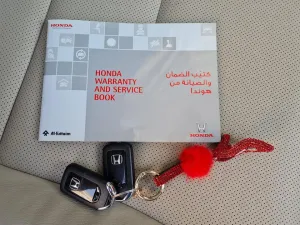 HONDA
HONDA
WARRANTY
AND SERVICE
BOOK
كتيب الضمان
والصيانة من
هوندا
Al-Futtaim
HONDA